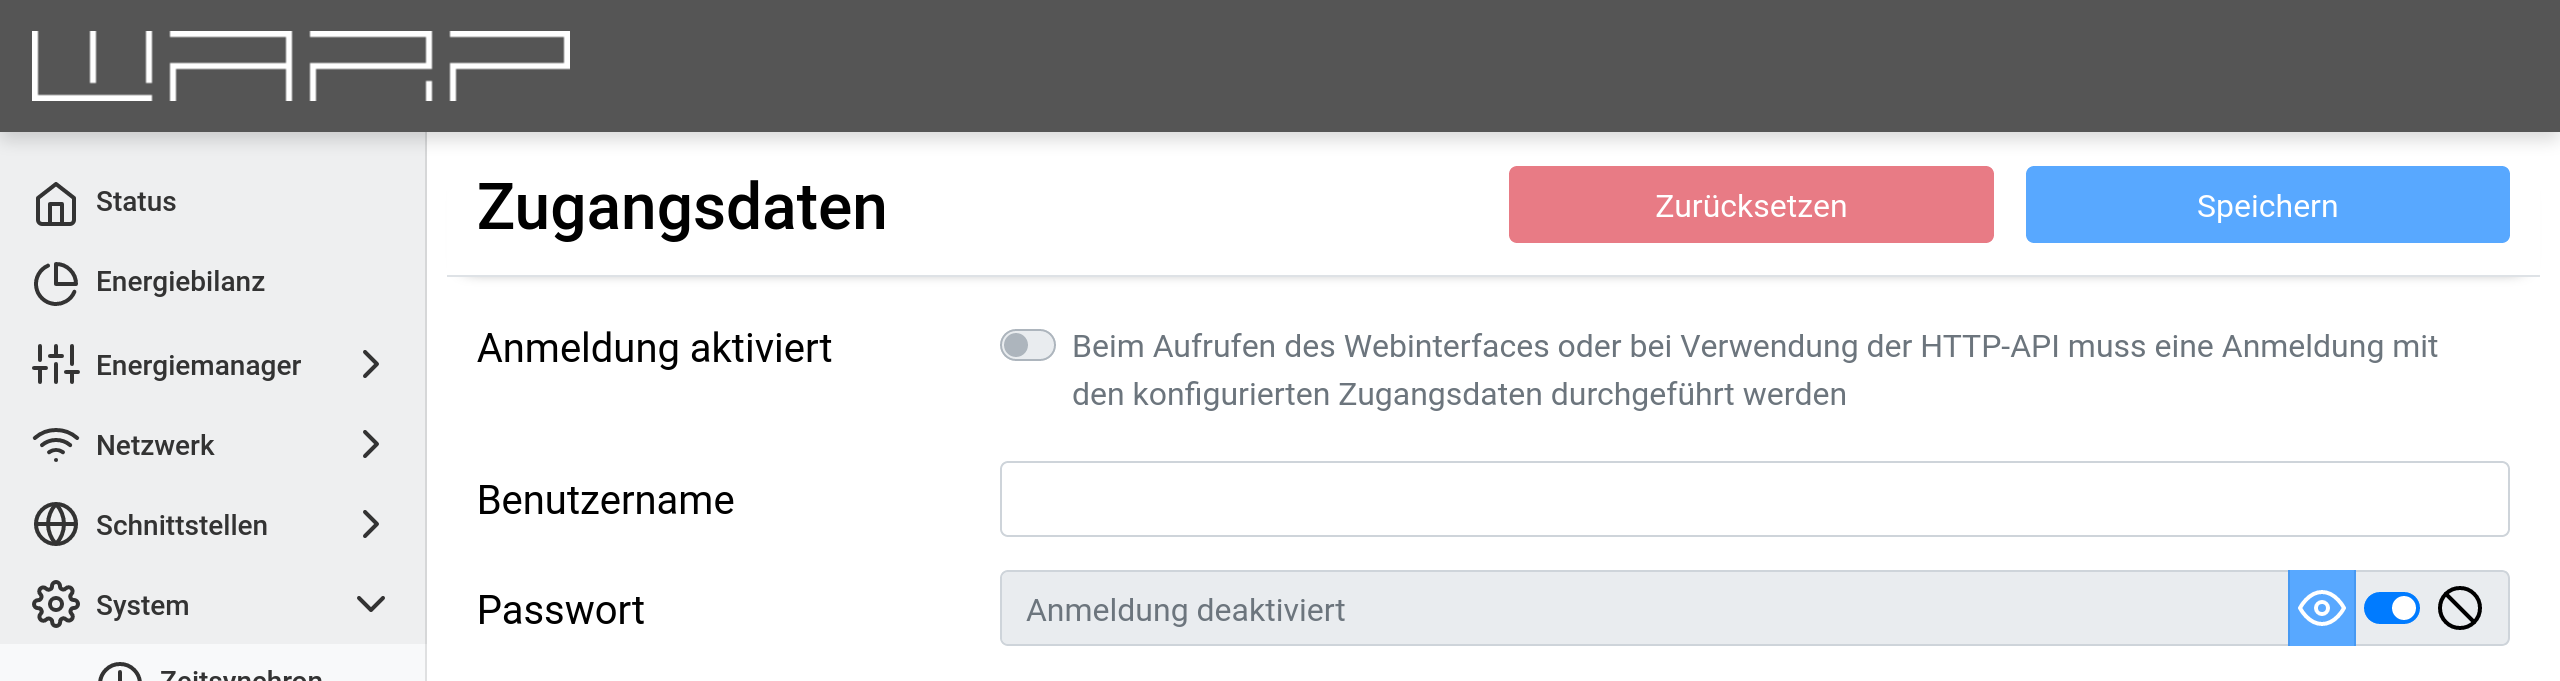 WARP
Status
Energiebilanz
Energiemanager
Netzwerk
Schnittstellen
System
Zeitsynchron
Zugangsdaten
Zurücksetzen
Speichern
Anmeldung aktiviert
Beim Aufrufen des Webinterfaces oder bei Verwendung der HTTP-API muss eine Anmeldung mit
den konfigurierten Zugangsdaten durchgeführt werden
Benutzername
Passwort
Anmeldung deaktiviert